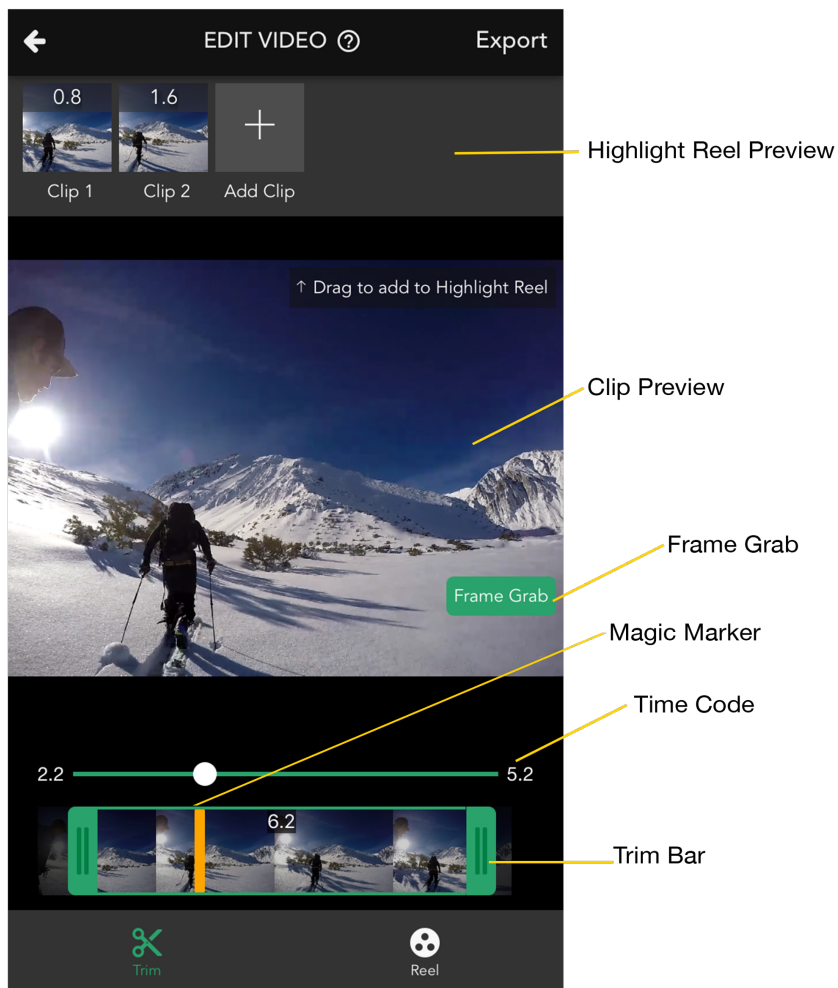 EDIT VIDEO ?
Export
0.8
1.6
Clip 1
Clip 2
Add Clip
Highlight Reel Preview
↑ Drag to add to Highlight Reel
Clip Preview
Frame Grab
Frame Grab
Magic Marker
Time Code
2.2
5.2
6.2
Trim Bar
Trim
Reel